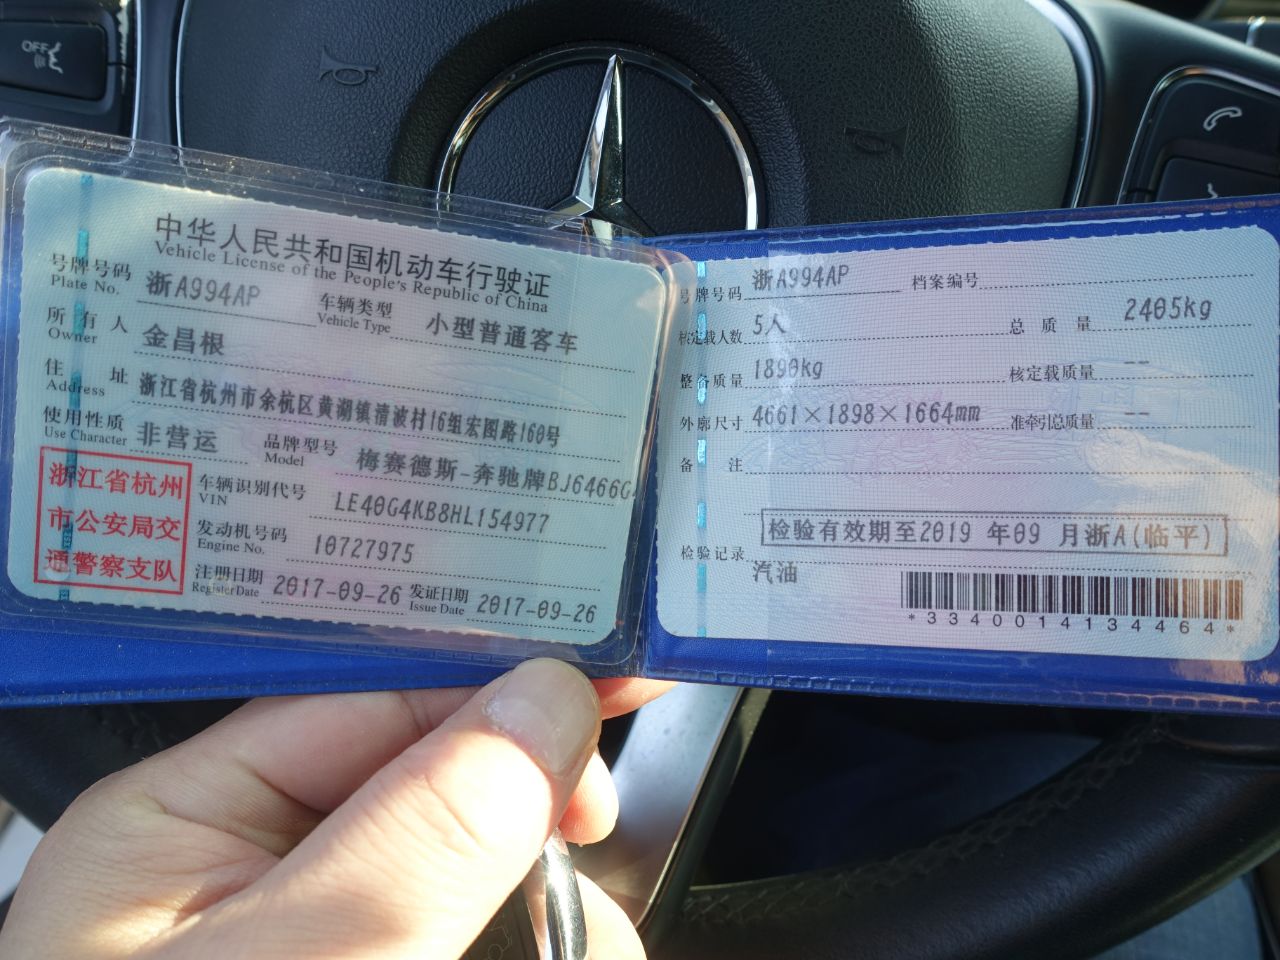 OFF
中华人民共和国机动车行驶证
Vehicle License of the People's Republic of China
号牌号码 浙A994AP 车辆类型 小型普通客车
Plate No. Vehicle Type
所有人 金昌根
Owner
住址 浙江省杭州市余杭区黄湖镇清波村16组宏图路160号
Address
使用性质 非营运 品牌型号 梅赛德斯-奔驰牌BJ6466G
Use Character Model
浙江省杭州
市公安局交
通警察支队
车辆识别代号 LE40G4KB8HL154977
VIN
发动机号码 10727975
Engine No.
注册日期 2017-09-26 发证日期 2017-09-26
Register Date Issue Date
号牌号码 浙A994AP 档案编号
核定载人数 5人 总质量 2405kg
整备质量 1890kg 核定载质量 --
外廓尺寸 4661×1898×1664mm 准牵引总质量 --
备注
检验有效期至2019 年09 月浙A(临平)
检验记录
汽油
*3340014134464*